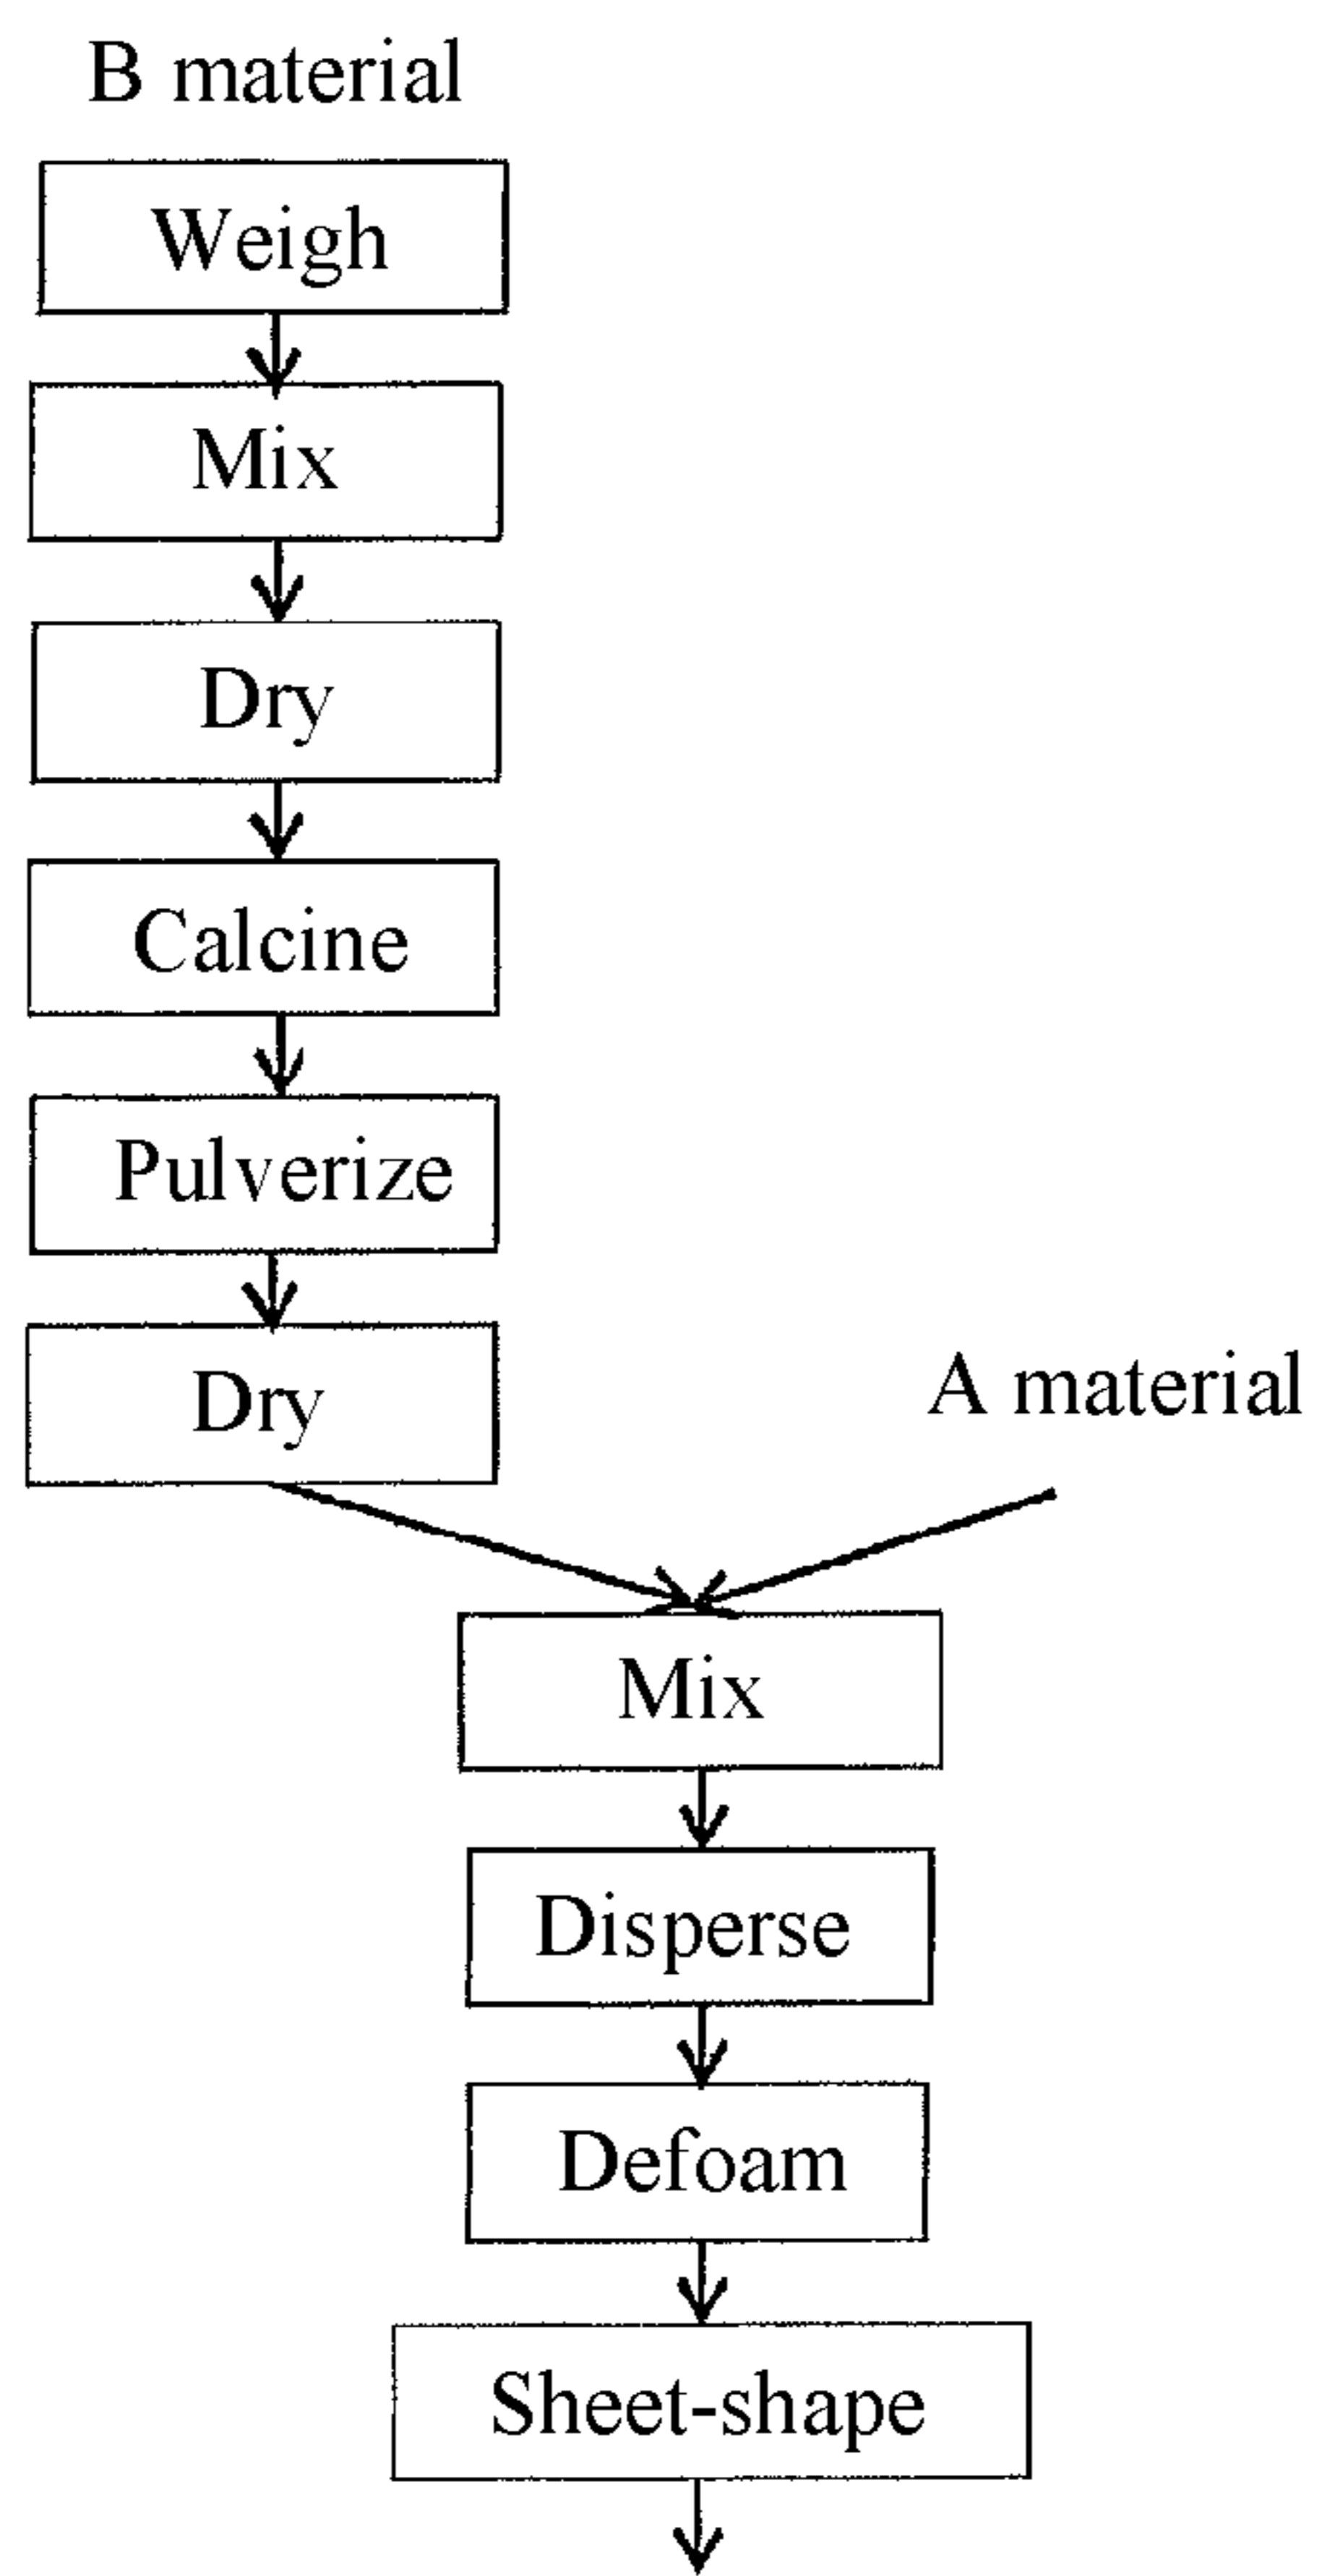 B material
Weigh
Mix
Dry
Calcine
Pulverize
Dry
A material
Mix
Disperse
Defoam
Sheet-shape